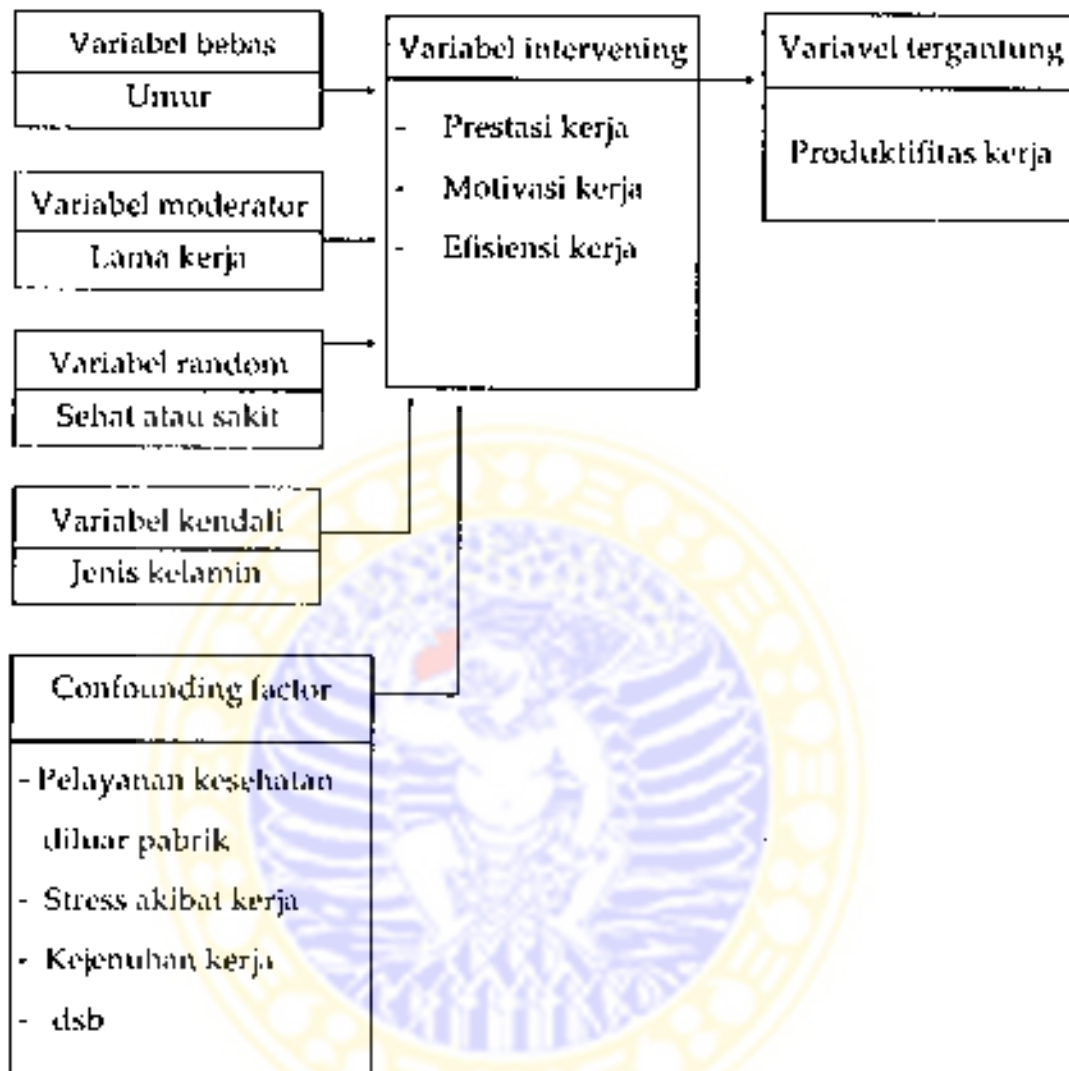 Variabel bebas
Umur
Variabel moderator
Lama kerja
Variabel random
Sehat atau sakit
Variabel kendali
Jenis kelamin
Confounding factor
- Pelayanan kesehatan
diluar pabrik
- Stress akibat kerja
- Kejenuhan kerja
- dsb
Variabel intervening
- Prestasi kerja
- Motivasi kerja
- Efisiensi kerja
Variavel tergantung
Produktifitas kerja